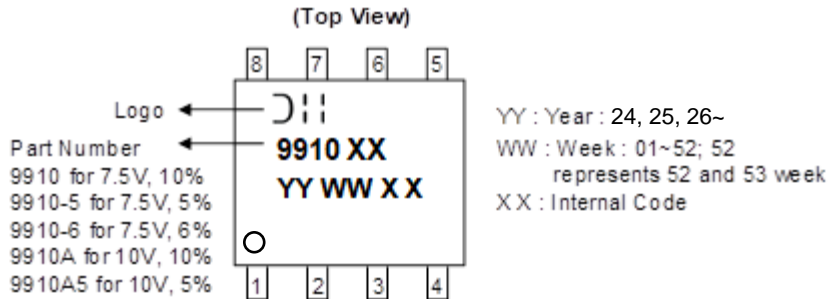 (Top View)
8 7 6 5
Logo
Part Number
9910 for 7.5V, 10%
9910-5 for 7.5V, 5%
9910-6 for 7.5V, 6%
9910A for 10V, 10%
9910A5 for 10V, 5%
9910 XX
YY WW X X
1 2 3 4
YY : Year : 24, 25, 26~
WW : Week : 01~52; 52
represents 52 and 53 week
X X : Internal Code